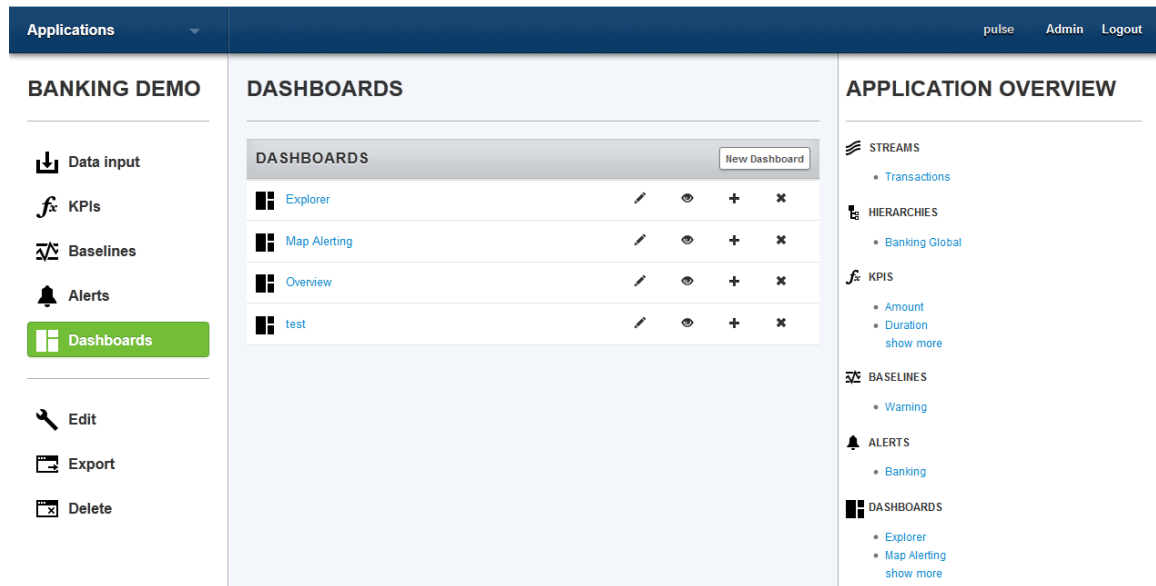 Applications
pulse Admin Logout
BANKING DEMO
Data input
fx KPIs
Baselines
Alerts
Dashboards
Edit
Export
Delete
DASHBOARDS
DASHBOARDS New Dashboard
Explorer
Map Alerting
Overview
test
APPLICATION OVERVIEW
STREAMS
• Transactions
HIERARCHIES
• Banking Global
fx KPIS
• Amount
• Duration
show more
BASELINES
• Warning
ALERTS
• Banking
DASHBOARDS
• Explorer
• Map Alerting
show more